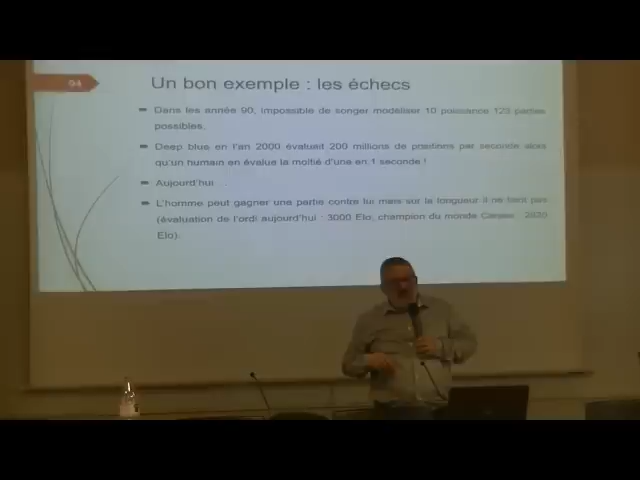 94
Un bon exemple : les échecs
Dans les année 90, impossible de songer modéliser 10 puissance 123 parties
possibles.
Deep blue en l'an 2000 évaluait 200 millions de positions par seconde alors
qu'un humain en évalue la moitié d'une en 1 seconde !
Aujourd'hui ...
L'homme peut gagner une partie contre lui mais sur la longueur il ne tient pas
(évaluation de l'ordi aujourd'hui : 3000 Elo, champion du monde : 2820
Elo).